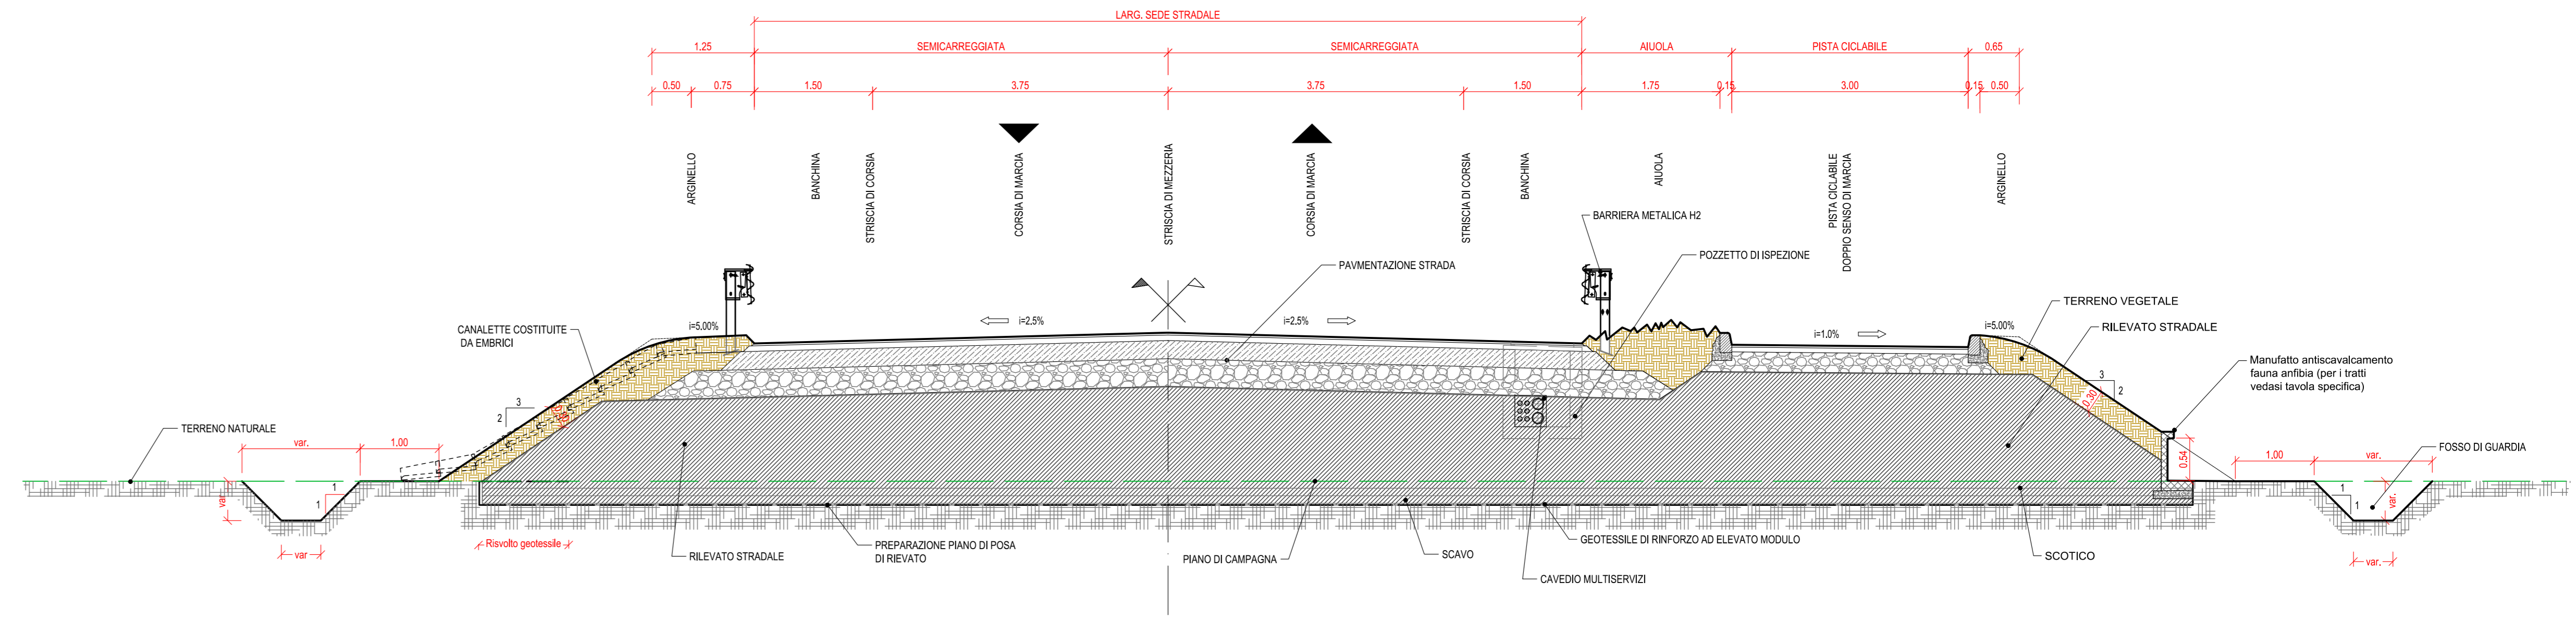 LARG. SEDE STRADALE
1.25
SEMICARREGGIATA
SEMICARREGGIATA
AIUOLA
PISTA CICLABILE
0.65
0.50
0.75
1.50
3.75
3.75
1.50
1.75
0.15
3.00
0.15
0.50
ARGINELLO
BANCHINA
STRISCIA DI CORSIA
CORSIA DI MARCIA
STRISCIA DI MEZZERIA
CORSIA DI MARCIA
STRISCIA DI CORSIA
BANCHINA
AIUOLA
PISTA CICLABILE
DOPPIO SENSO DI MARCIA
ARGINELLO
BARRIERA METALICA H2
POZZETTO DI ISPEZIONE
PAVMENTAZIONE STRADA
TERRENO VEGETALE
RILEVATO STRADALE
CANALETTE COSTITUITE
DA EMBRICI
i=5.00%
i=2.5%
i=2.5%
i=1.0%
i=5.00%
Manufatto antiscavalcamento
fauna anfibia (per i tratti
vedasi tavola specifica)
3
2
3
2
0.30
TERRENO NATURALE
var.
1.00
0.54
1.00
var.
FOSSO DI GUARDIA
var.
1
1
1
1
var.
var
Risvolto geotessile
RILEVATO STRADALE
PREPARAZIONE PIANO DI POSA
DI RIEVATO
PIANO DI CAMPAGNA
SCAVO
GEOTESSILE DI RINFORZO AD ELEVATO MODULO
CAVEDIO MULTISERVIZI
SCOTICO
var.